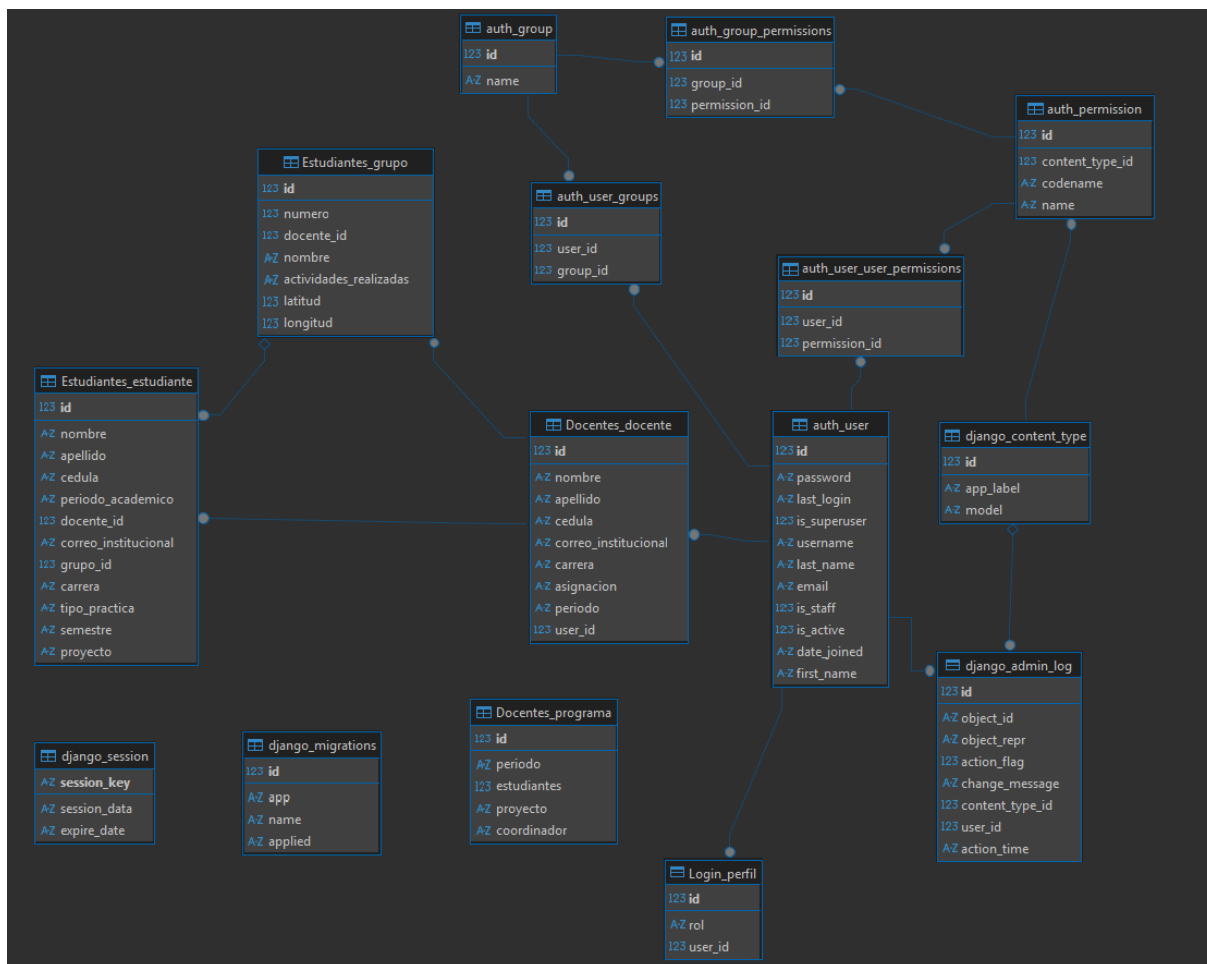 auth_group
123 id
A-Z name
auth_group_permissions
123 id
123 group_id
123 permission_id
auth_permission
123 id
123 content_type_id
A-Z codename
A-Z name
Estudiantes_grupo
123 id
123 numero
123 docente_id
A-Z nombre
A-Z actividades_realizadas
123 latitud
123 longitud
auth_user_groups
123 id
123 user_id
123 group_id
auth_user_user_permissions
123 id
123 user_id
123 permission_id
Estudiantes_estudiante
123 id
A-Z nombre
A-Z apellido
A-Z cedula
A-Z periodo_academico
123 docente_id
A-Z correo_institucional
123 grupo_id
A-Z carrera
A-Z tipo_practica
A-Z semestre
A-Z proyecto
Docentes_docente
123 id
A-Z nombre
A-Z apellido
A-Z cedula
A-Z correo_institucional
A-Z carrera
A-Z asignacion
A-Z periodo
123 user_id
auth_user
123 id
A-Z password
A-Z last_login
123 is_superuser
A-Z username
A-Z last_name
A-Z email
123 is_staff
123 is_active
A-Z date_joined
A-Z first_name
django_content_type
123 id
A-Z app_label
A-Z model
django_admin_log
123 id
A-Z object_id
A-Z object_repr
123 action_flag
A-Z change_message
123 content_type_id
123 user_id
A-Z action_time
django_session
A-Z session_key
A-Z session_data
A-Z expire_date
django_migrations
123 id
A-Z app
A-Z name
A-Z applied
Docentes_programa
123 id
A-Z periodo
123 estudiantes
A-Z proyecto
A-Z coordinador
Login_perfil
123 id
A-Z rol
123 user_id